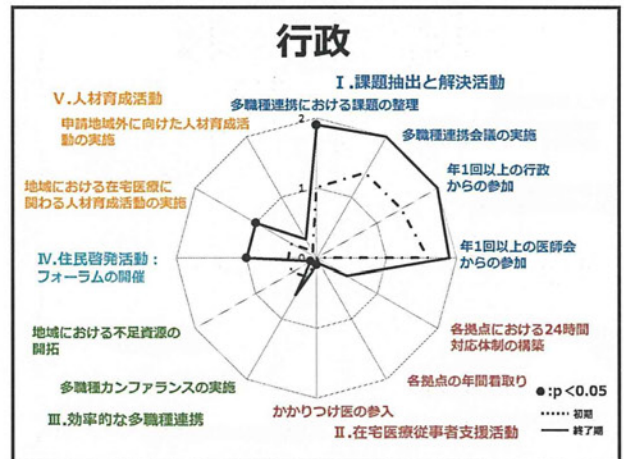 行政
Ⅰ.課題抽出と解決活動
多職種連携における課題の整理
多職種連携会議の実施
年1回以上の行政
からの参加
年1回以上の医師会
からの参加
各拠点における24時間
対応体制の構築
各拠点の年間看取り
かかりつけ医の参入
Ⅱ.在宅医療従事者支援活動
多職種カンファランスの実施
Ⅲ.効率的な多職種連携
地域における不足資源の
開拓
Ⅳ.住民啓発活動:
フォーラムの開催
地域における在宅医療に
関わる人材育成活動の実施
Ⅴ.人材育成活動
申請地域外に向けた人材育成活
動の実施
2
1
0
●:p<0.05
初期
終了期